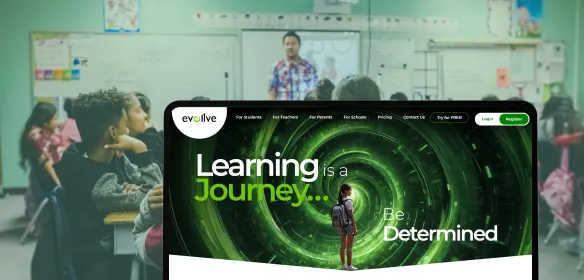 evollve
For Students For Teachers For Parents For Schools Pricing Contact Us Try for FREE! Login Register
Learning is a
Journey...
Be
Determined